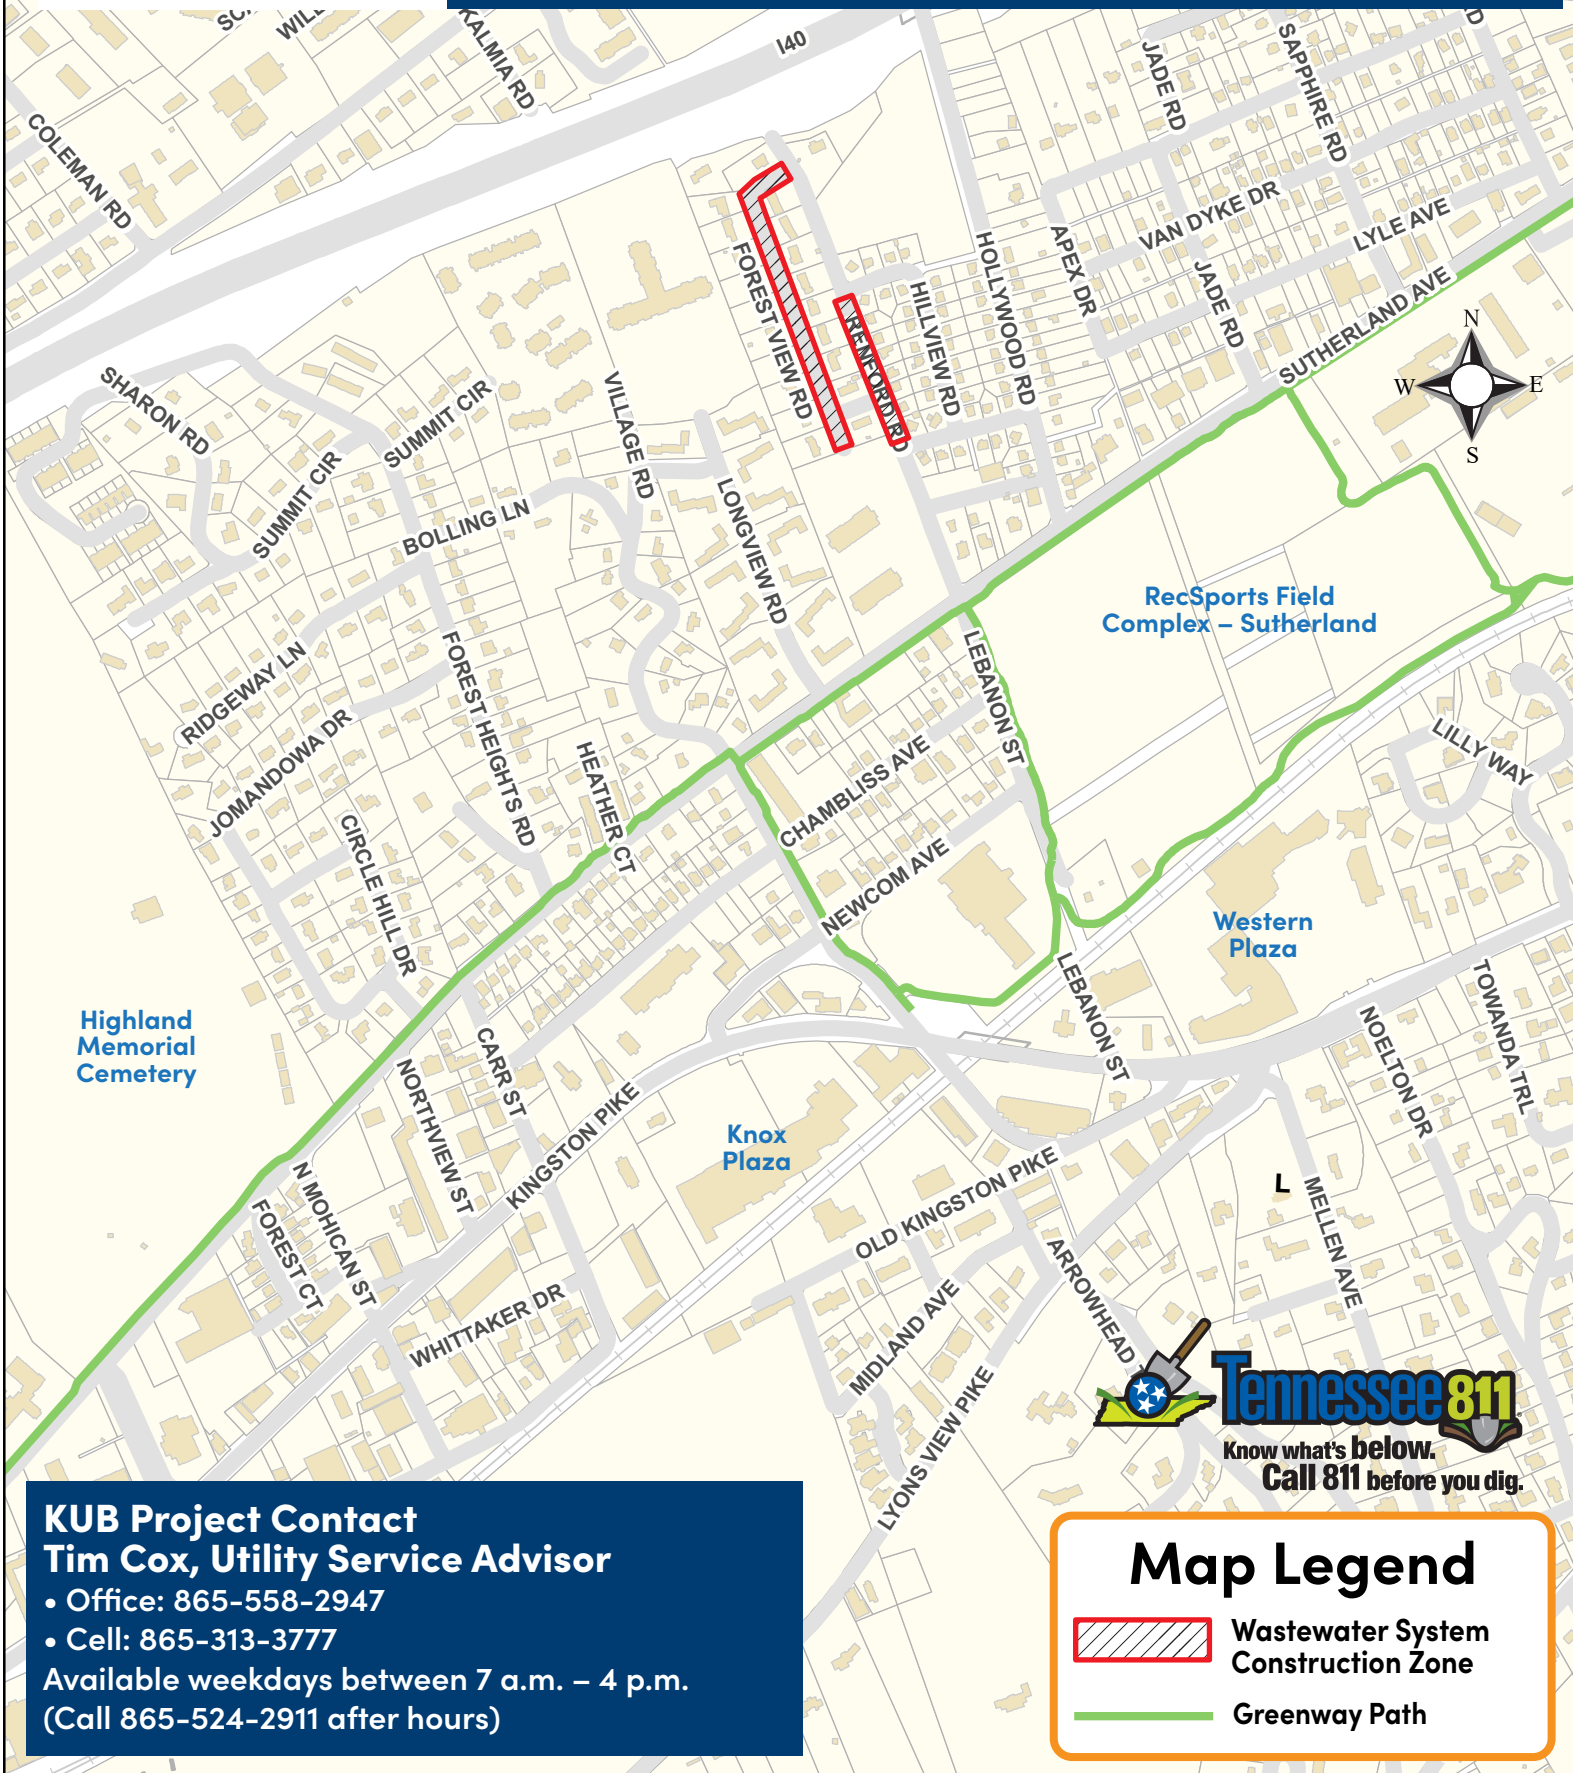 I40
KALMIA RD
COLEMAN RD
JADE RD
SAPPHIRE RD
VAN DYKE DR
LYLE AVE
APEX DR
JADE RD
SUTHERLAND AVE
HOLLYWOOD RD
HILLVIEW RD
RENFORD RD
FOREST VIEW RD
N
W
E
S
SHARON RD
SUMMIT CIR
SUMMIT CIR
VILLAGE RD
LONGVIEW RD
BOLLING LN
RecSports Field
Complex – Sutherland
RIDGEWAY LN
JOMANDOWA DR
FOREST HEIGHTS RD
HEATHER CT
CIRCLE HILL DR
LEBANON ST
CHAMBLISS AVE
NEWCOM AVE
LILLY WAY
Western
Plaza
Highland
Memorial
Cemetery
LEBANON ST
NOELTON DR
TOWANDA TRL
CARR ST
NORTHVIEW ST
KINGSTON PIKE
Knox
Plaza
OLD KINGSTON PIKE
L
MELLEN AVE
N MOHICAN ST
FOREST CT
WHITTAKER DR
MIDLAND AVE
ARROWHEAD
LYONS VIEW PIKE
Tennessee 811
Know what's below.
Call 811 before you dig.
KUB Project Contact
Tim Cox, Utility Service Advisor
• Office: 865-558-2947
• Cell: 865-313-3777
Available weekdays between 7 a.m. – 4 p.m.
(Call 865-524-2911 after hours)
Map Legend
Wastewater System
Construction Zone
Greenway Path